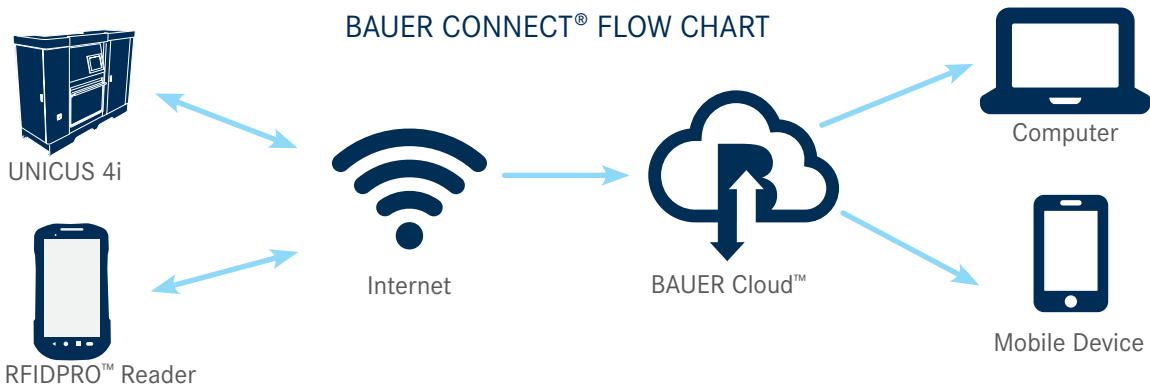 BAUER CONNECT® FLOW CHART
UNICUS 4i
RFIDPRO™ Reader
Internet
B
BAUER Cloud™
Computer
Mobile Device